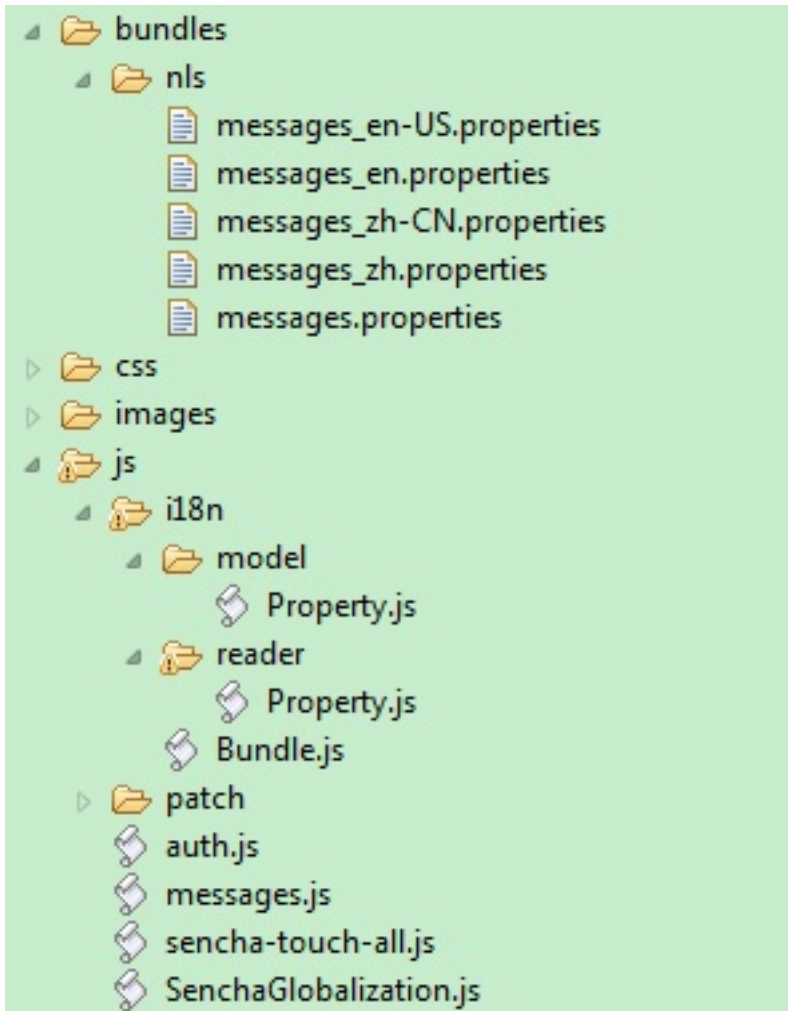 bundles
nls
messages_en-US.properties
messages_en.properties
messages_zh-CN.properties
messages_zh.properties
messages.properties
css
images
js
i18n
model
Property.js
reader
Property.js
Bundle.js
patch
auth.js
messages.js
sencha-touch-all.js
SenchaGlobalization.js